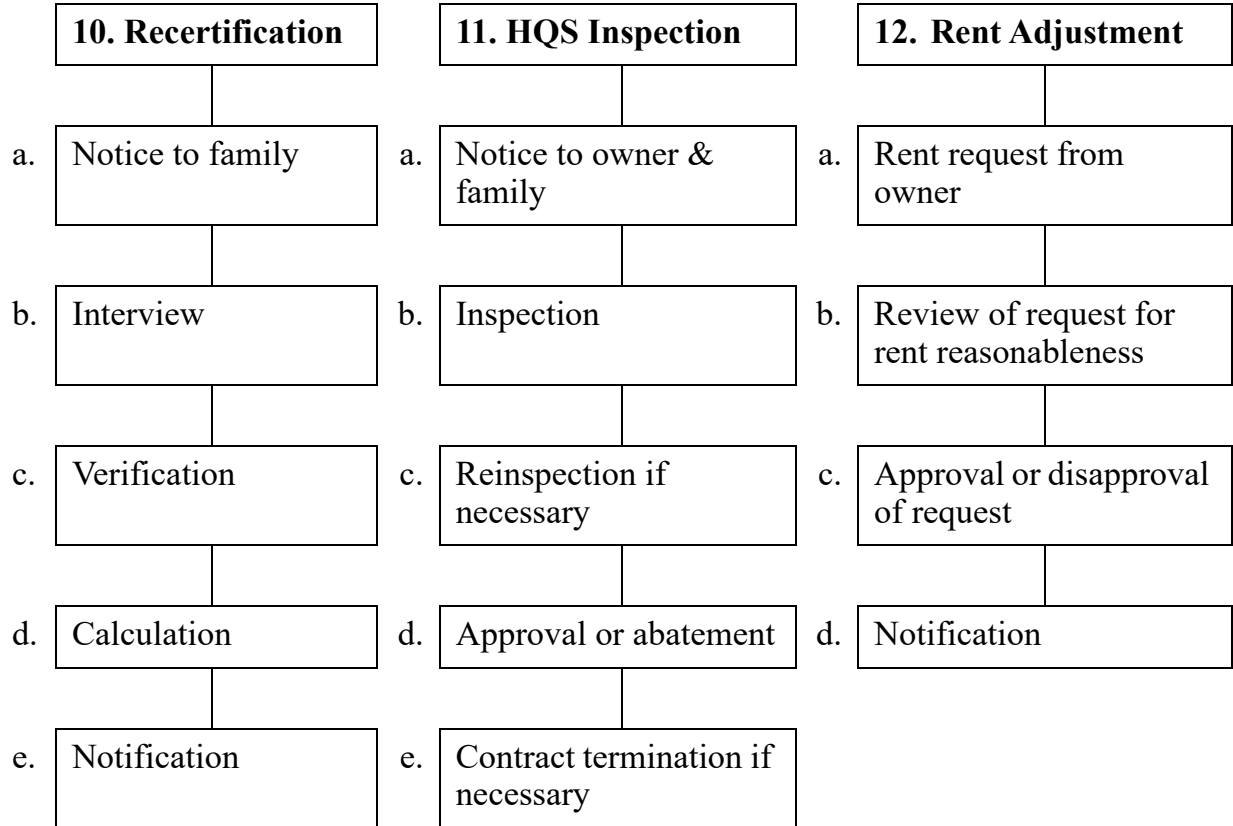 10. Recertification
a. Notice to family
b. Interview
c. Verification
d. Calculation
e. Notification
11. HQS Inspection
a. Notice to owner &
family
b. Inspection
c. Reinspection if
necessary
d. Approval or abatement
e. Contract termination if
necessary
12. Rent Adjustment
a. Rent request from
owner
b. Review of request for
rent reasonableness
c. Approval or disapproval
of request
d. Notification